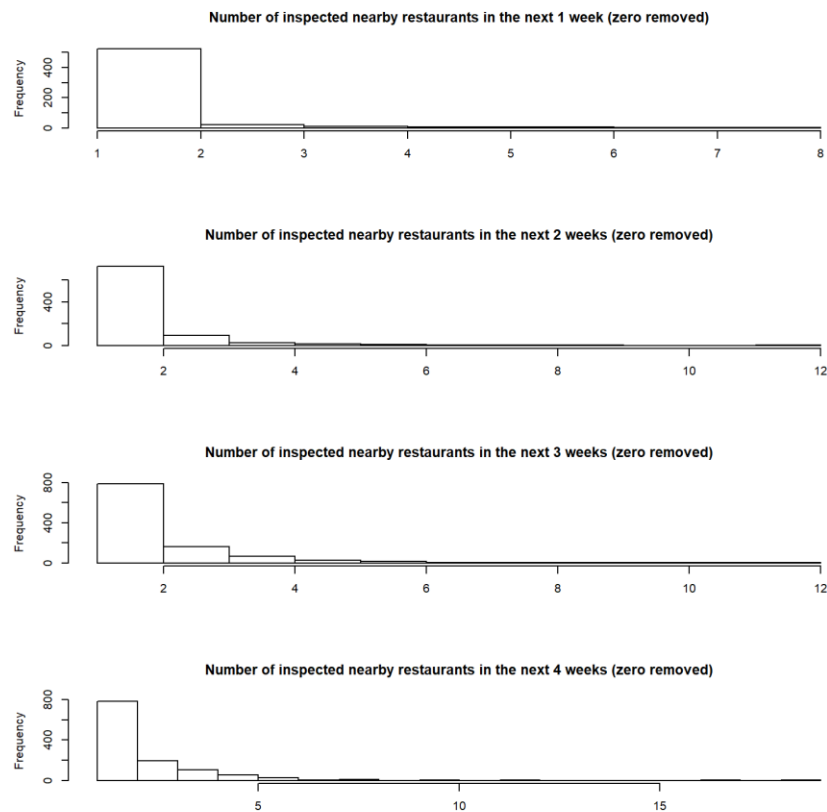 Number of inspected nearby restaurants in the next 1 week (zero removed)
Frequency
400
200
0
1 2 3 4 5 6 7 8
Number of inspected nearby restaurants in the next 2 weeks (zero removed)
Frequency
400
0
2 4 6 8 10 12
Number of inspected nearby restaurants in the next 3 weeks (zero removed)
Frequency
800
400
0
2 4 6 8 10 12
Number of inspected nearby restaurants in the next 4 weeks (zero removed)
Frequency
800
400
0
5 10 15